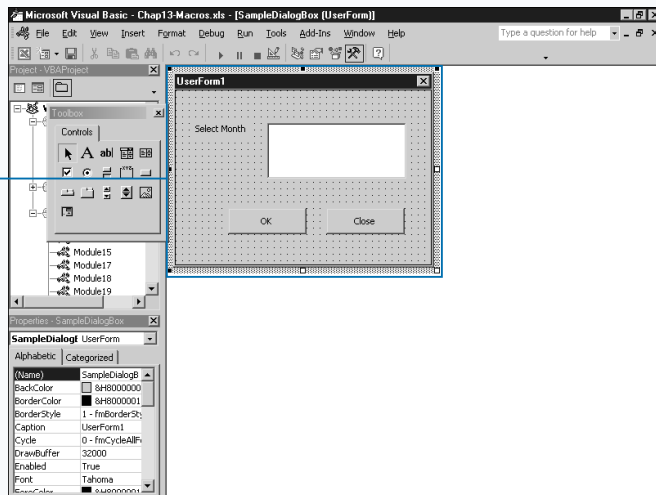 Microsoft Visual Basic - Chap13-Macros.xls - [SampleDialogBox (UserForm)]
File Edit View Insert Format Debug Run Tools Add-Ins Window Help
Type a question for help
Project - VBAProject
UserForm1
Toolbox
Controls
Select Month
OK
Close
Module15
Module17
Module18
Module19
Properties - SampleDialogBox
SampleDialogE UserForm
Alphabetic Categorized
(Name) SampleDialogB
BackColor &H8000000
BorderColor &H8000001
BorderStyle 1 - fmBorderSty
Caption UserForm1
Cycle 0 - fmCycleAllF
DrawBuffer 32000
Enabled True
Font Tahoma
ForeColor &H8000001